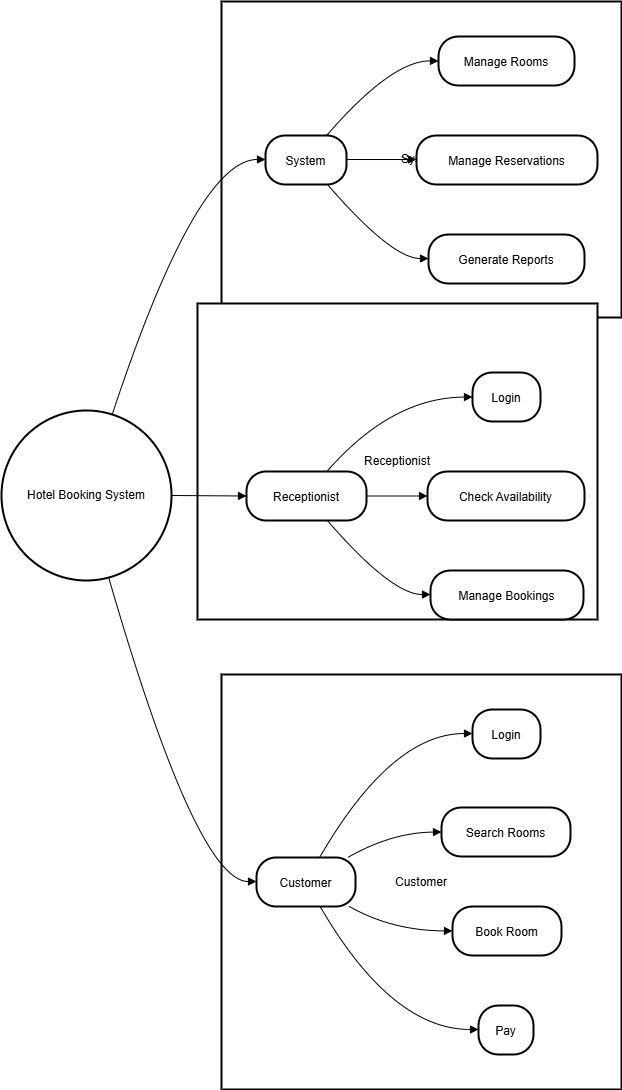 Manage Rooms
System
Manage Reservations
Generate Reports
Login
Receptionist
Hotel Booking System
Receptionist
Check Availability
Manage Bookings
Login
Search Rooms
Customer
Customer
Book Room
Pay